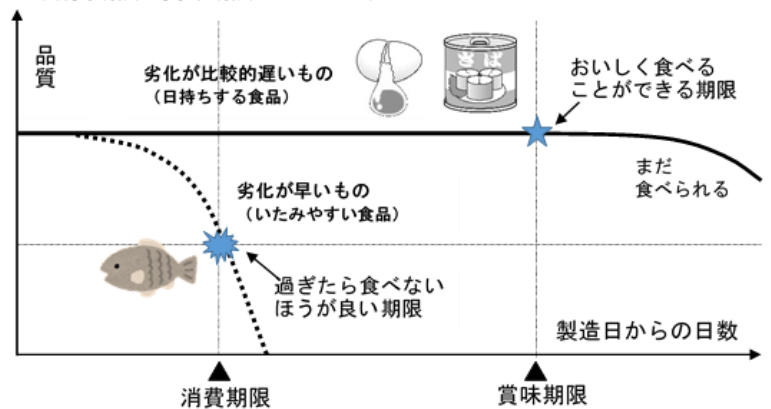 品質
劣化が比較的遅いもの
（日持ちする食品）
さば
おいしく食べる
ことができる期限
まだ
食べられる
劣化が早いもの
（いたみやすい食品）
過ぎたら食べない
ほうが良い期限
製造日からの日数
消費期限
賞味期限